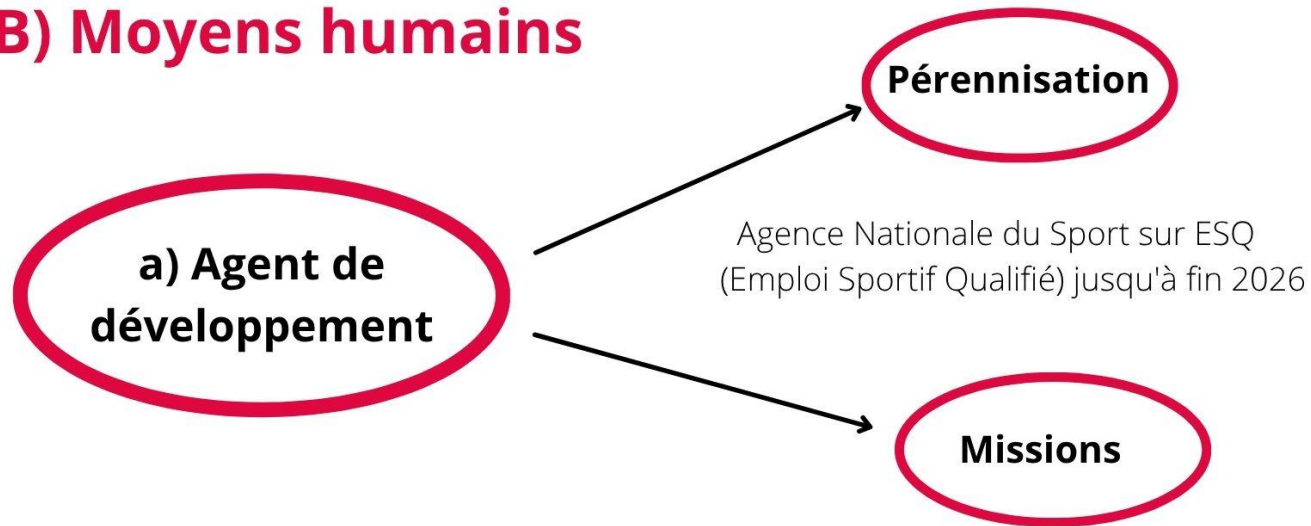 B) Moyens humains
Pérennisation
a) Agent de
développement
Agence Nationale du Sport sur ESQ
(Emploi Sportif Qualifié) jusqu'à fin 2026
Missions